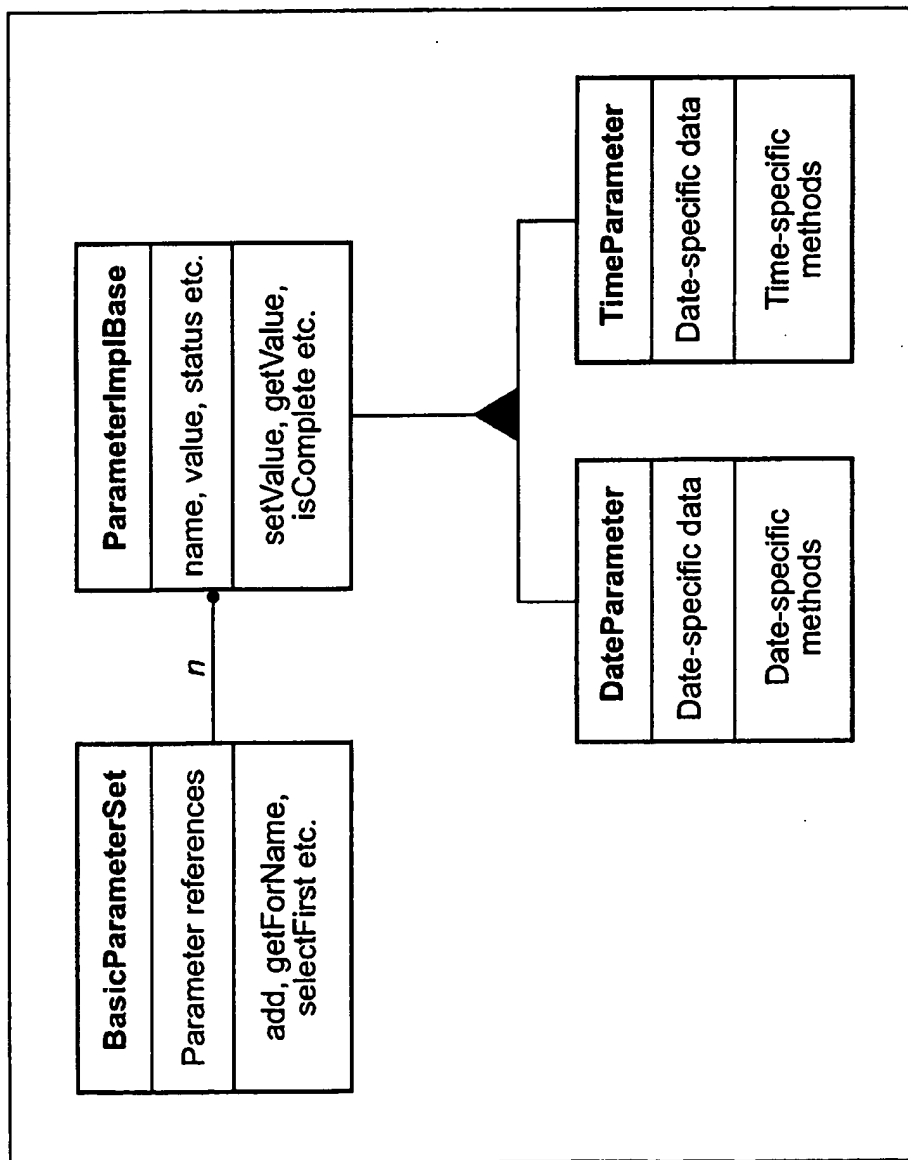 BasicParameterSet
Parameter references
add, getForName,
selectFirst etc.
n
ParameterImplBase
name, value, status etc.
setValue, getValue,
isComplete etc.
DateParameter
Date-specific data
Date-specific
methods
TimeParameter
Date-specific data
Time-specific
methods